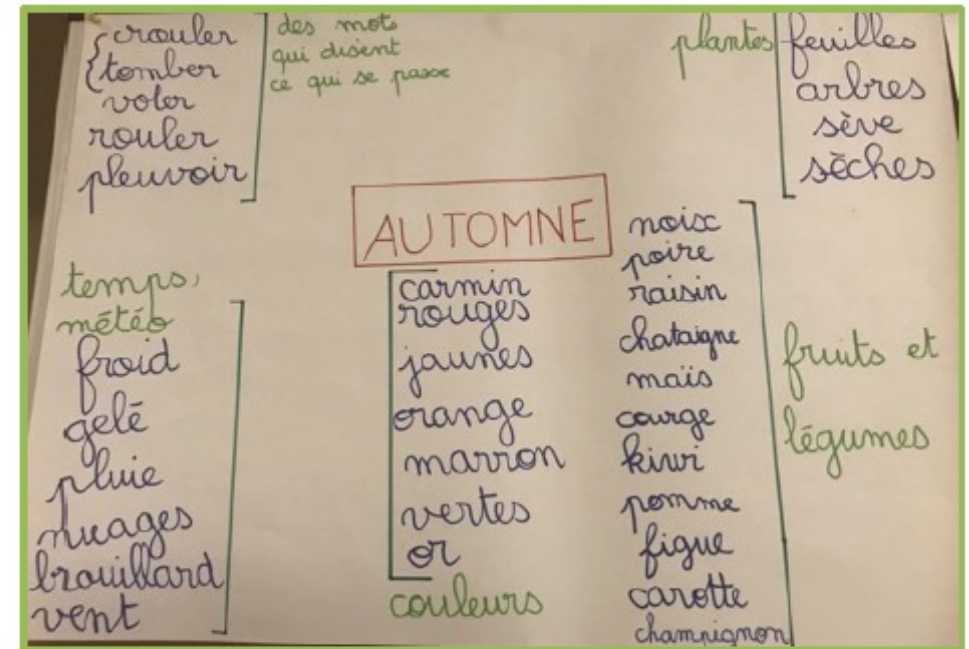 crouler
tomber
voler
rouler
pleuvoir
des mots
qui disent
ce qui se passe
plantes
feuilles
arbres
sève
sèches
AUTOMNE
temps,
météo
froid
gelé
pluie
nuages
brouillard
vent
carmin
rouges
jaunes
orange
marron
vertes
or
couleurs
noix
poire
raisin
chataigne
maïs
courge
kiwi
pomme
figue
carotte
champignon
fruits et
légumes